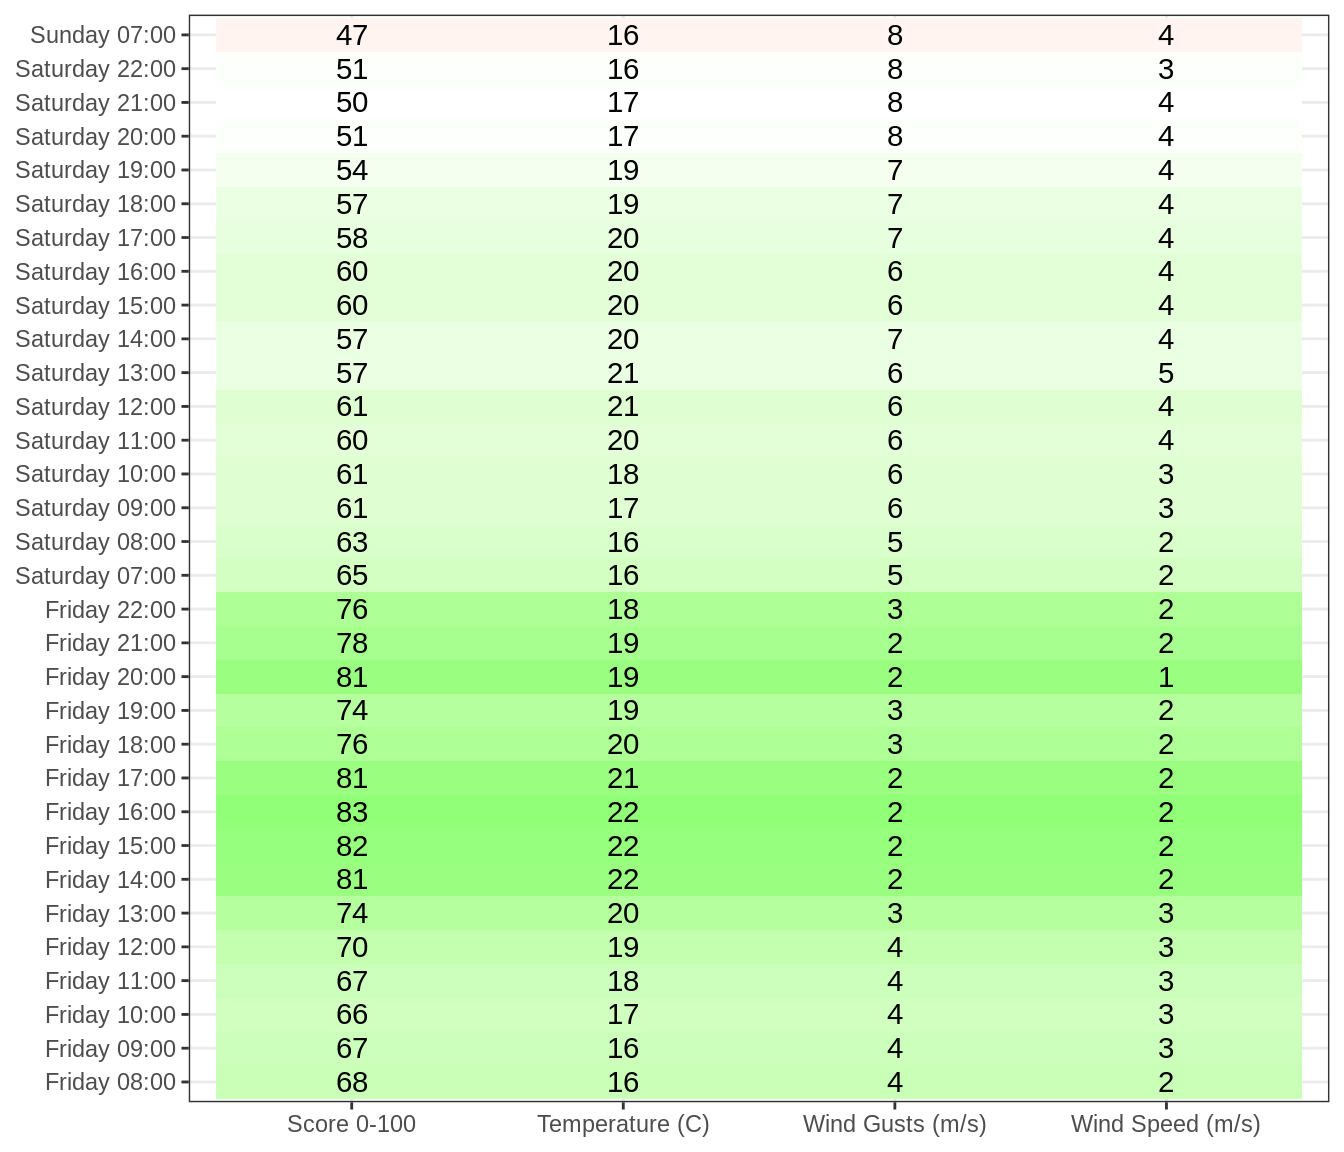 Sunday 07:00 47 16 8 4
Saturday 22:00 51 16 8 3
Saturday 21:00 50 17 8 4
Saturday 20:00 51 17 8 4
Saturday 19:00 54 19 7 4
Saturday 18:00 57 19 7 4
Saturday 17:00 58 20 7 4
Saturday 16:00 60 20 6 4
Saturday 15:00 60 20 6 4
Saturday 14:00 57 20 7 4
Saturday 13:00 57 21 6 5
Saturday 12:00 61 21 6 4
Saturday 11:00 60 20 6 4
Saturday 10:00 61 18 6 3
Saturday 09:00 61 17 6 3
Saturday 08:00 63 16 5 2
Saturday 07:00 65 16 5 2
Friday 22:00 76 18 3 2
Friday 21:00 78 19 2 2
Friday 20:00 81 19 2 1
Friday 19:00 74 19 3 2
Friday 18:00 76 20 3 2
Friday 17:00 81 21 2 2
Friday 16:00 83 22 2 2
Friday 15:00 82 22 2 2
Friday 14:00 81 22 2 2
Friday 13:00 74 20 3 3
Friday 12:00 70 19 4 3
Friday 11:00 67 18 4 3
Friday 10:00 66 17 4 3
Friday 09:00 67 16 4 3
Friday 08:00 68 16 4 2
Score 0-100 Temperature (C) Wind Gusts (m/s) Wind Speed (m/s)